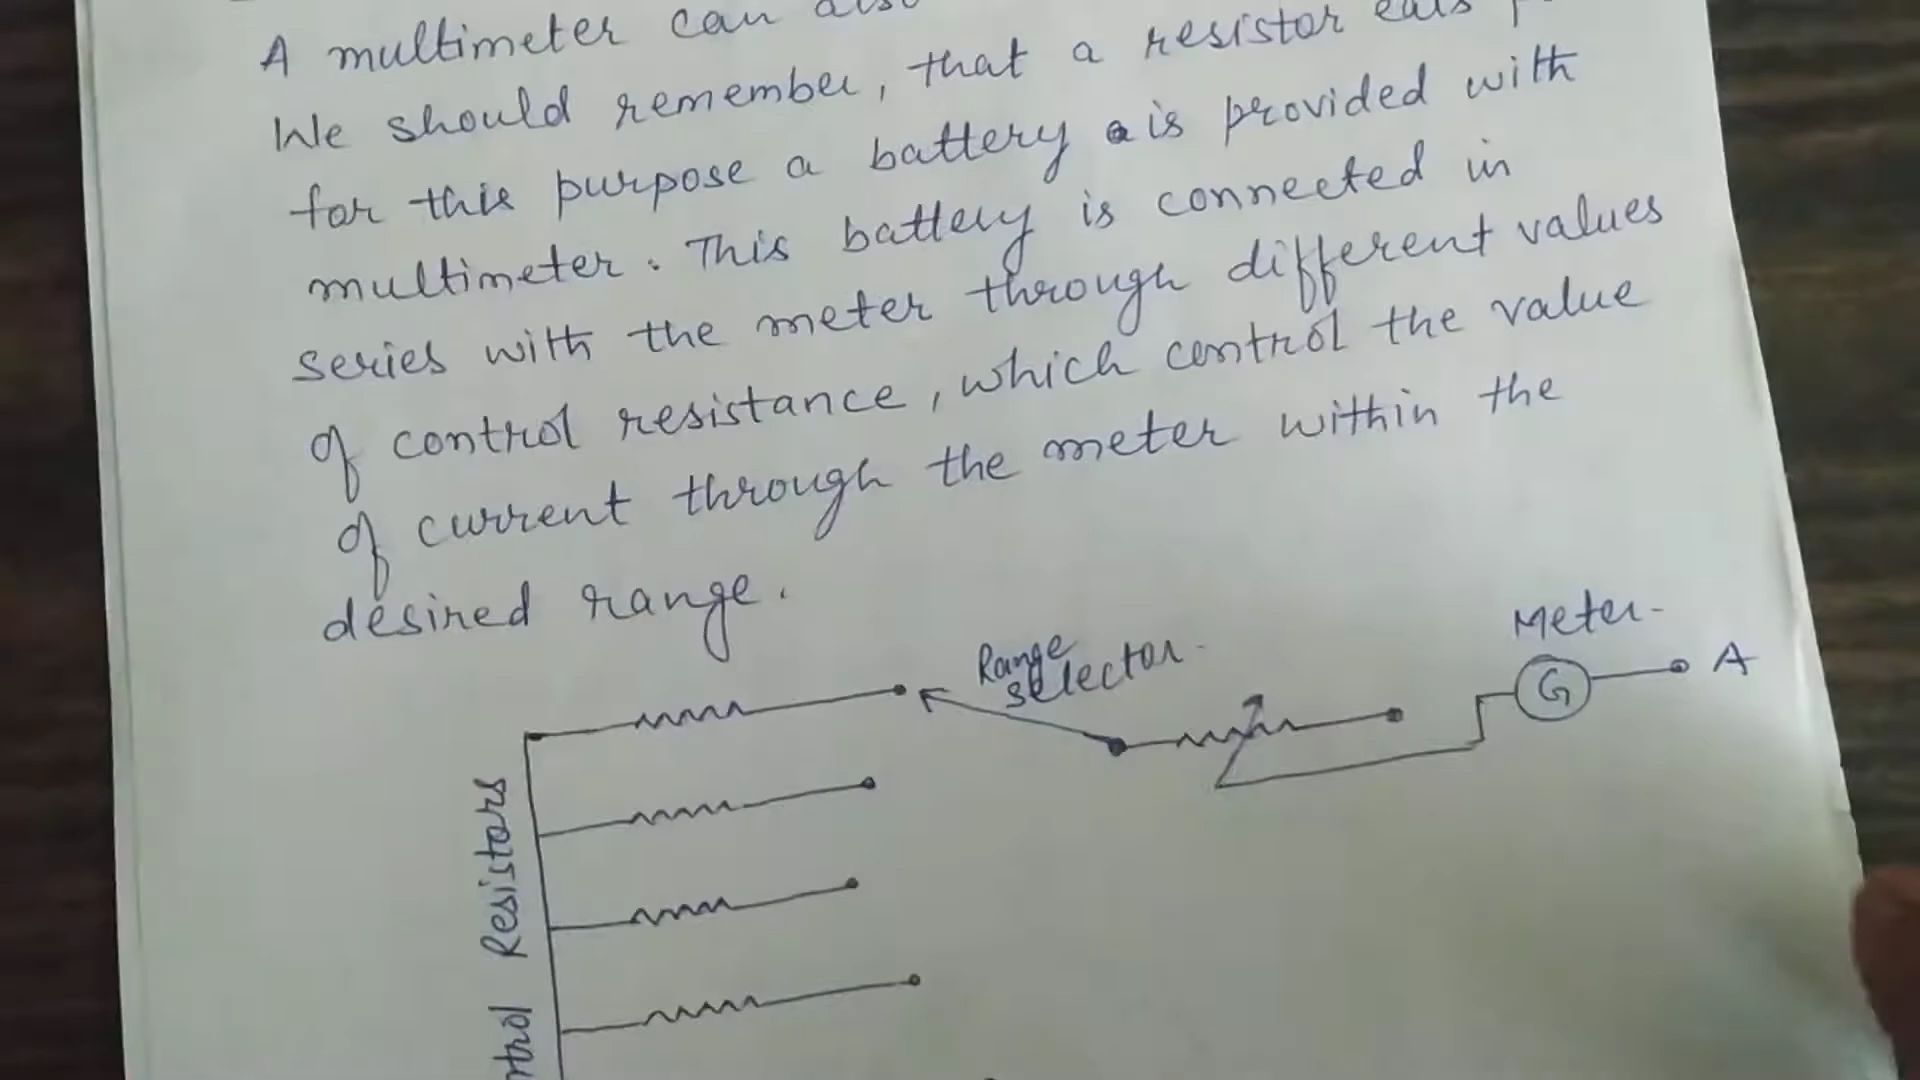 A multimeter can also
We should remember, that a resistor eats
for this purpose a battery is provided with
multimeter. This battery is connected in
series with the meter through different values
of control resistance, which control the value
of current through the meter within the
desired range.
Range selector
Meter
G
A
Resistors